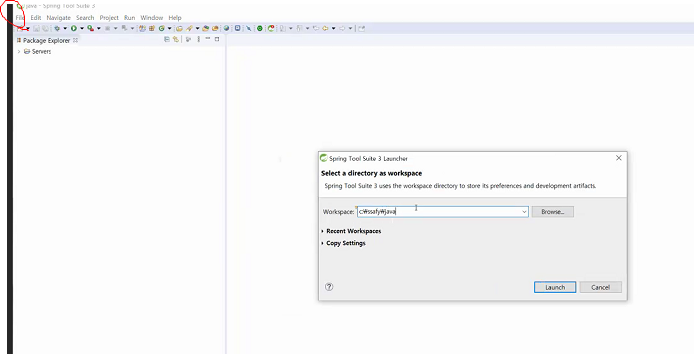 java - Spring Tool Suite 3
File Edit Navigate Search Project Run Window Help
Package Explorer
Servers
Spring Tool Suite 3 Launcher
Select a directory as workspace
Spring Tool Suite 3 uses the workspace directory to store its preferences and development artifacts.
Workspace: c:₩ssafy₩java Browse...
Recent Workspaces
Copy Settings
? Launch Cancel